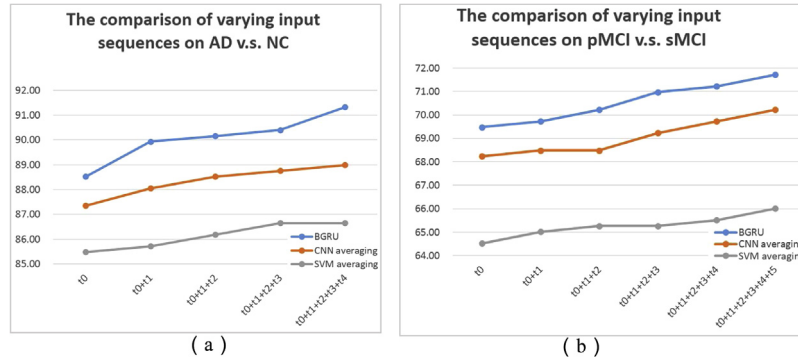 The comparison of varying input
sequences on AD v.s. NC
92.00
91.00
90.00
89.00
88.00
87.00
86.00
85.00
BGRU
CNN averaging
SVM averaging
t0
t0+t1
t0+t1+t2
t0+t1+t2+t3
t0+t1+t2+t3+t4
( a )
The comparison of varying input
sequences on pMCI v.s. sMCI
72.00
71.00
70.00
69.00
68.00
67.00
66.00
65.00
64.00
BGRU
CNN averaging
SVM averaging
t0
t0+t1
t0+t1+t2
t0+t1+t2+t3
t0+t1+t2+t3+t4
t0+t1+t2+t3+t4+t5
( b )